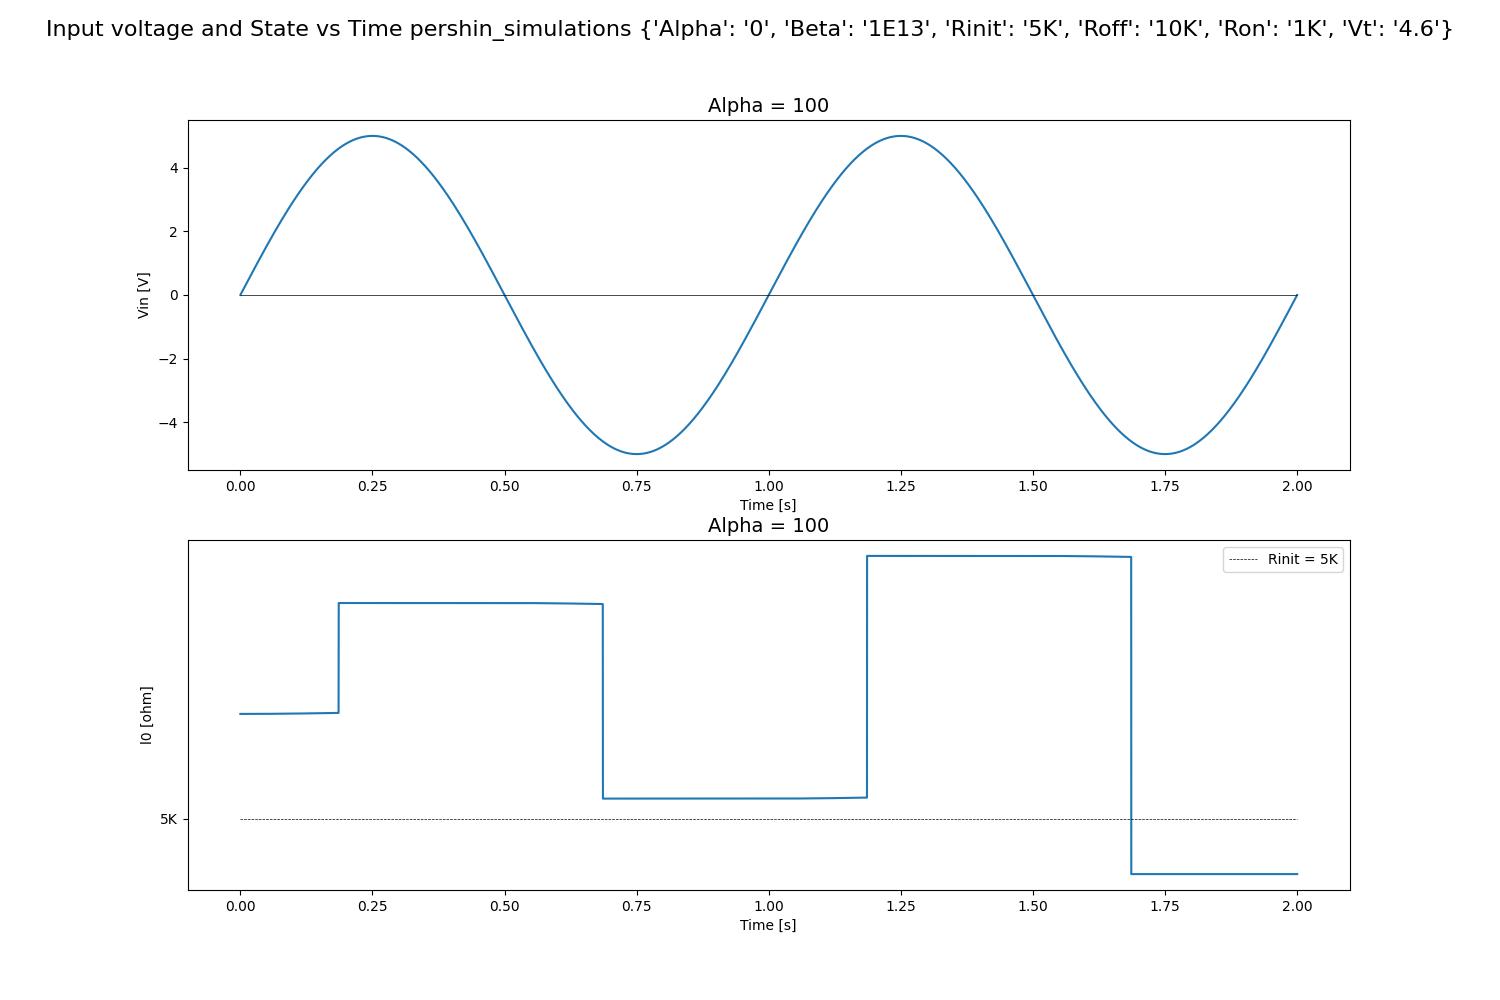 Input voltage and State vs Time pershin_simulations {'Alpha': '0', 'Beta': '1E13', 'Rinit': '5K', 'Roff': '10K', 'Ron': '1K', 'Vt': '4.6'}
Alpha = 100
Vin [V]
4
2
0
−2
−4
0.00 0.25 0.50 0.75 1.00 1.25 1.50 1.75 2.00
Time [s]
Alpha = 100
Rinit = 5K
l0 [ohm]
5K
0.00 0.25 0.50 0.75 1.00 1.25 1.50 1.75 2.00
Time [s]